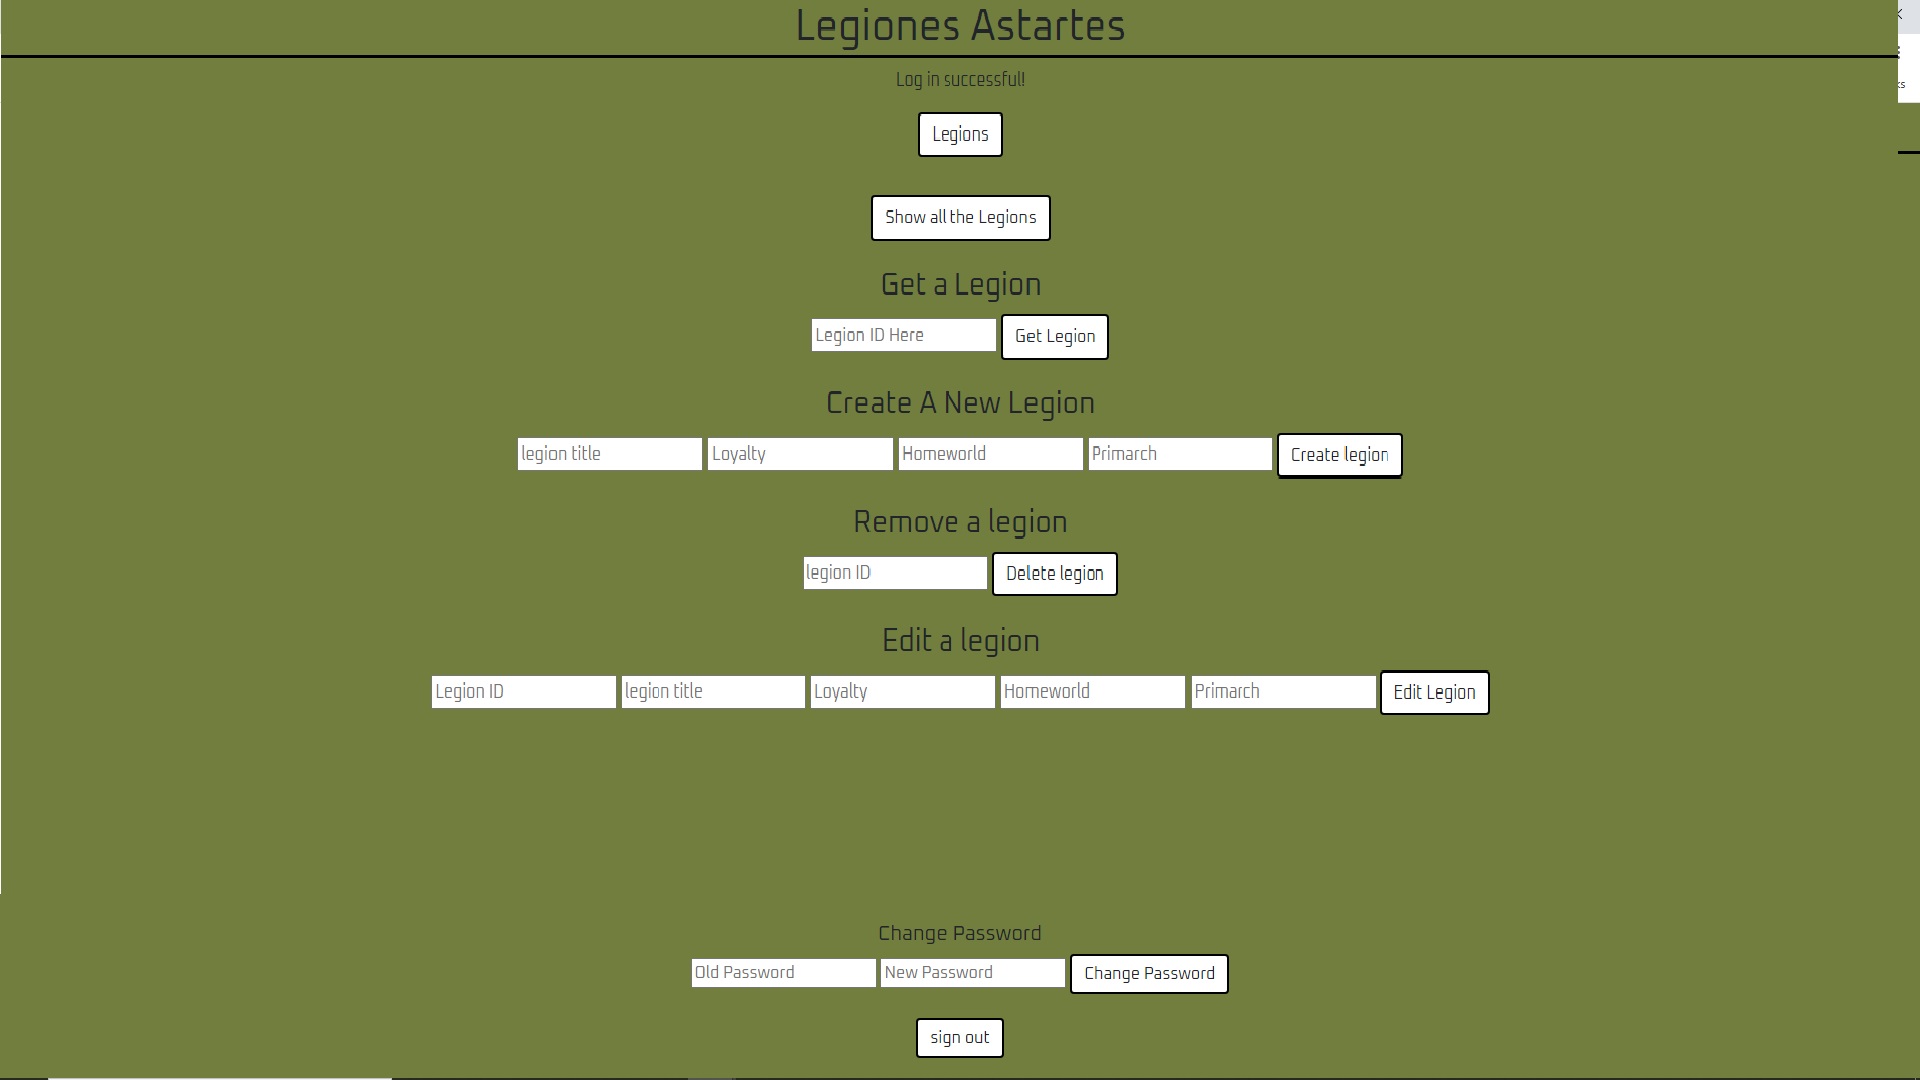 Legiones Astartes
Log in successful!
Legions
Show all the Legions
Get a Legion
Legion ID Here Get Legion
Create A New Legion
legion title Loyalty Homeworld Primarch Create legion
Remove a legion
legion ID Delete legion
Edit a legion
Legion ID legion title Loyalty Homeworld Primarch Edit Legion
Change Password
Old Password New Password Change Password
sign out